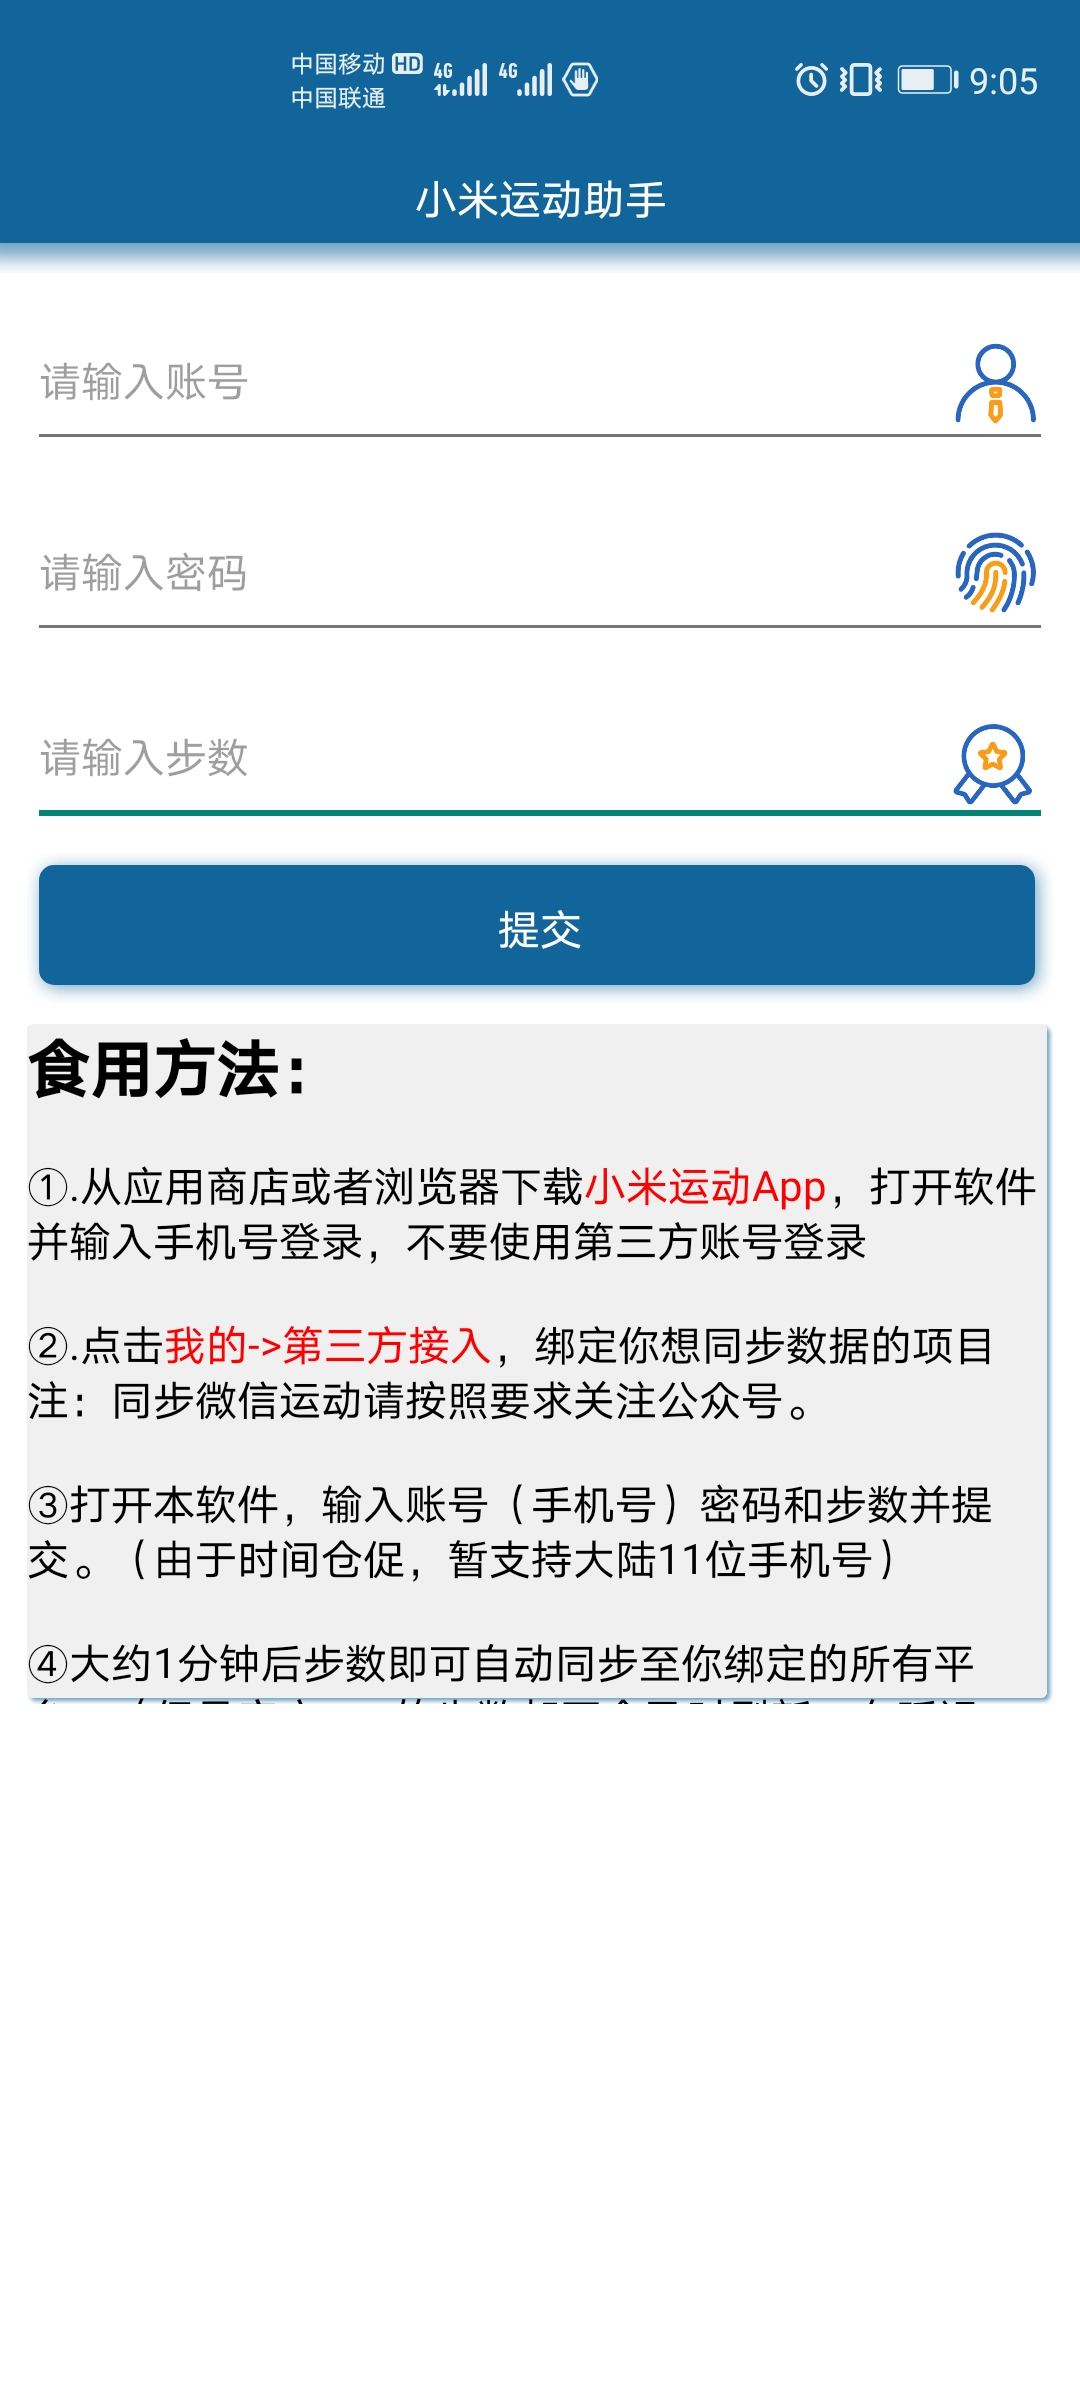 中国移动 HD 4G 4G 9:05
中国联通
小米运动助手
请输入账号
请输入密码
请输入步数
提交
食用方法：
①.从应用商店或者浏览器下载小米运动App，打开软件
并输入手机号登录，不要使用第三方账号登录
②.点击我的->第三方接入，绑定你想同步数据的项目
注：同步微信运动请按照要求关注公众号。
③打开本软件，输入账号（手机号）密码和步数并提
交。（由于时间仓促，暂支持大陆11位手机号）
④大约1分钟后步数即可自动同步至你绑定的所有平